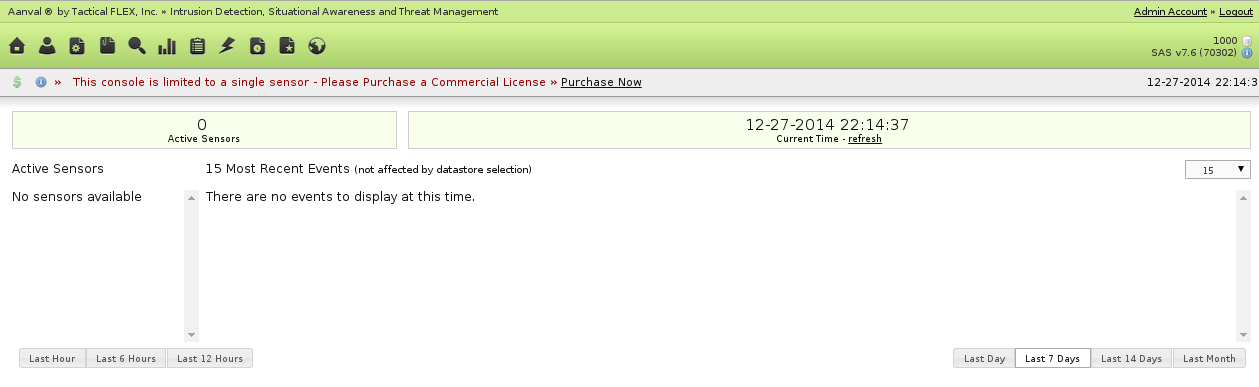 Aanval ® by Tactical FLEX, Inc. » Intrusion Detection, Situational Awareness and Threat Management
Admin Account » Logout
1000
SAS v7.6 (70302)
$ » This console is limited to a single sensor - Please Purchase a Commercial License » Purchase Now
12-27-2014 22:14:3
0
Active Sensors
12-27-2014 22:14:37
Current Time - refresh
Active Sensors
15 Most Recent Events (not affected by datastore selection)
15
No sensors available
There are no events to display at this time.
Last Hour
Last 6 Hours
Last 12 Hours
Last Day
Last 7 Days
Last 14 Days
Last Month